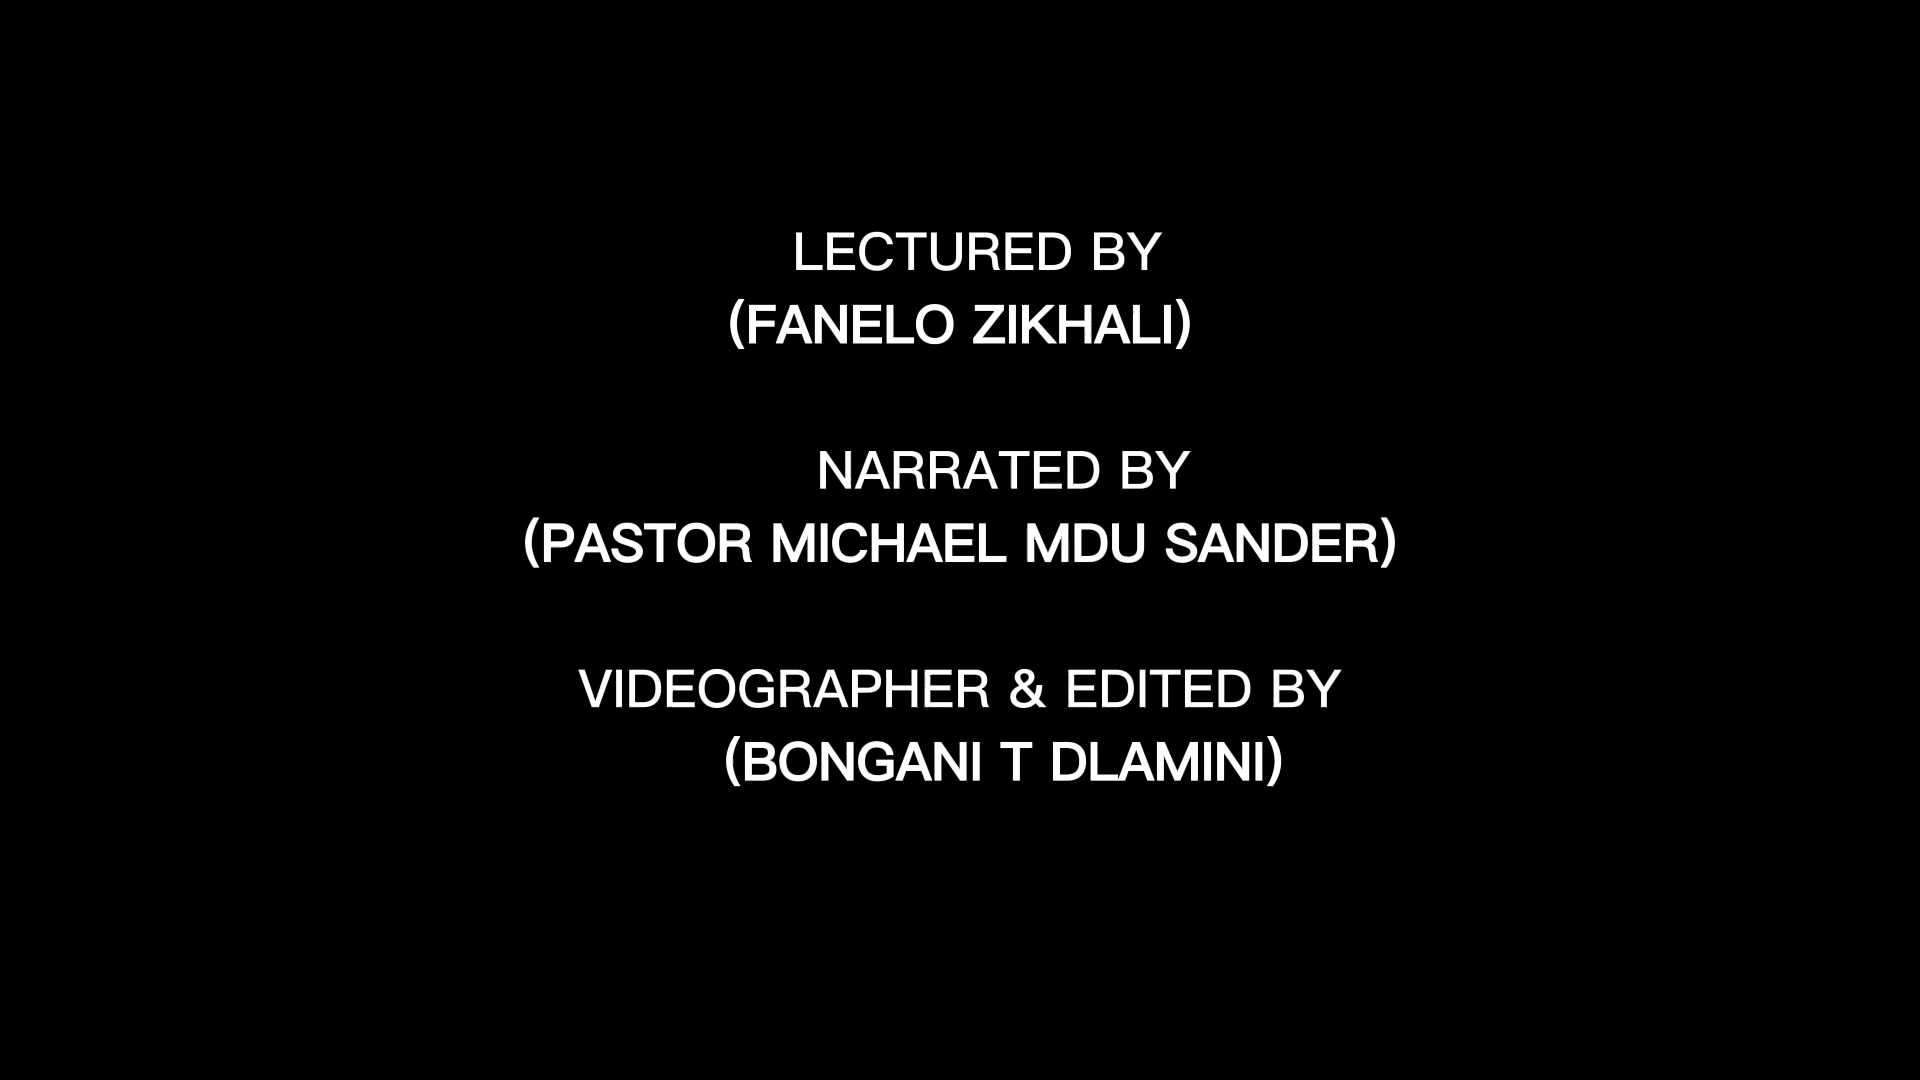 LECTURED BY
(FANELO ZIKHALI)
NARRATED BY
(PASTOR MICHAEL MDU SANDER)
VIDEOGRAPHER & EDITED BY
(BONGANI T DLAMINI)